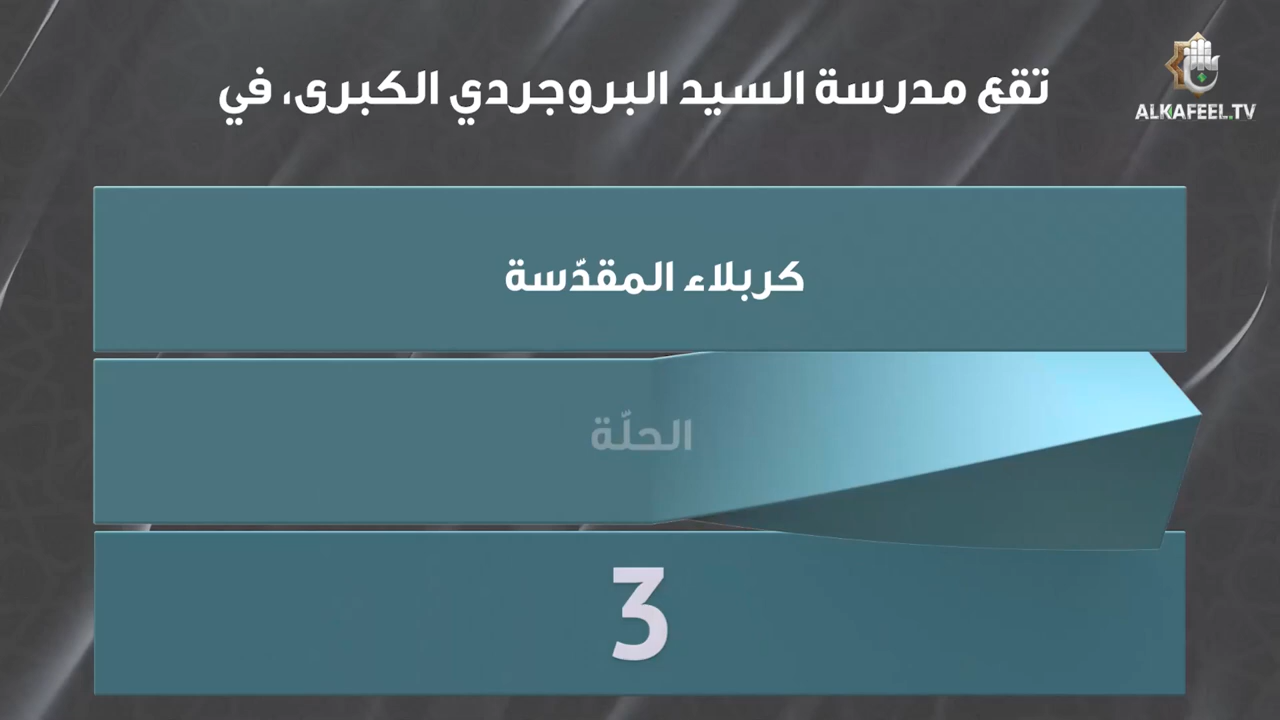 تقع مدرسة السيد البروجردي الكبرى، في
ALKAFEEL.TV
كربلاء المقدّسة
الحلّة
3